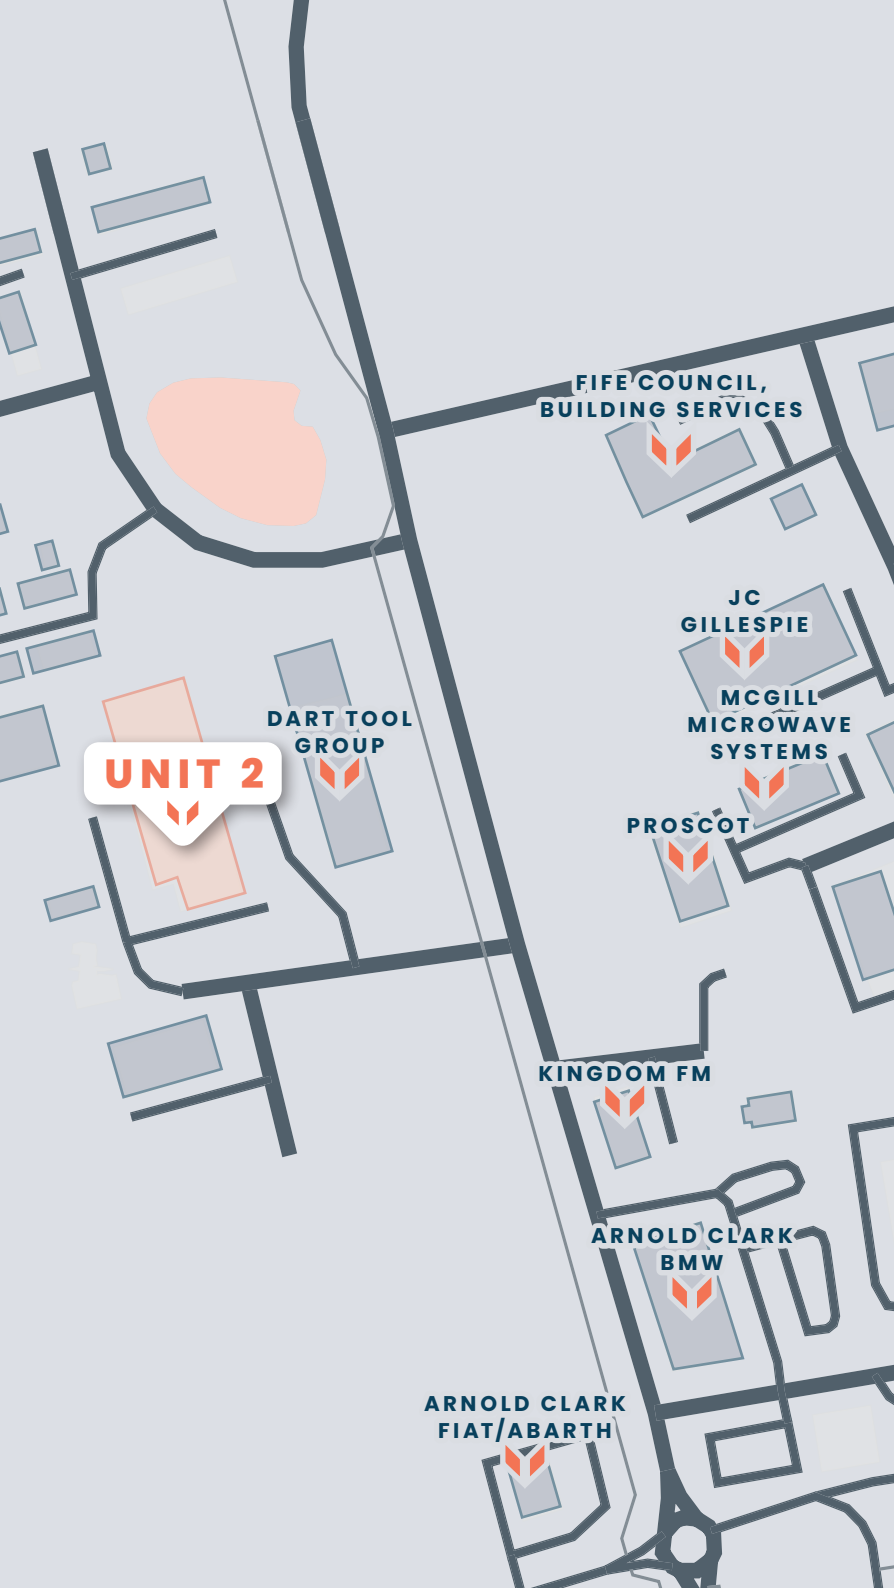 FIFE COUNCIL,
BUILDING SERVICES
JC
GILLESPIE
MCGILL
MICROWAVE
SYSTEMS
DART TOOL
GROUP
UNIT 2
PROSCOT
KINGDOM FM
ARNOLD CLARK
BMW
ARNOLD CLARK
FIAT/ABARTH